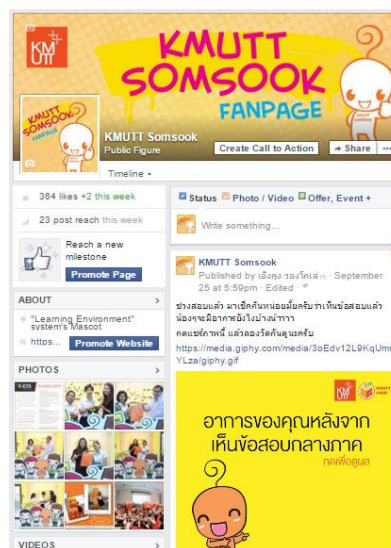 KM
UTT
KMUTT
SOMSOOK
FANPAGE
KMUTT
SOMSOOK
FANPAGE
KMUTT Somsook
Public Figure
Create Call to Action
Share
Timeline
364 likes +2 this week
23 post reach this week
Reach a new
milestone
Promote Page
ABOUT
"Learning Environment"
system's Mascot
https...
Promote Website
PHOTOS
VIDEOS
Status Photo / Video Offer, Event +
Write something...
KMUTT Somsook
Published by
September
25 at 5:59pm · Edited ·
ช่วงสอบแล้ว มาเช็คกันหน่อยมั้ยครับว่าเห็นข้อสอบแล้ว
น้องๆจะมีอาการยังไงบ้างน้าาา
กดแชร์ภาพนี้ แล้วลองวัดกันดูนะครับ
https://media.giphy.com/media/3oEdv12L9KqUmu
YLza/giphy.gif
อาการของคุณหลังจาก
เห็นข้อสอบกลางภาค
กดเพื่อดูผล